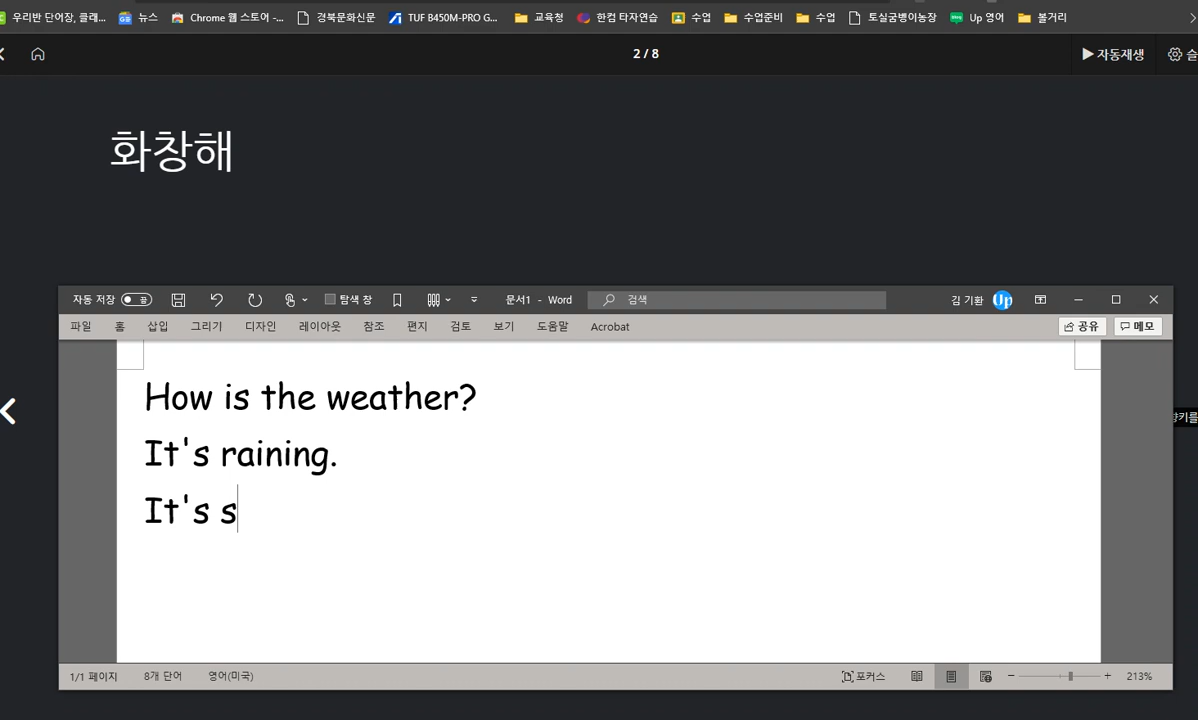 우리반 단어장, 클래... 뉴스 Chrome 웹 스토어 -... 경북문화신문 TUF B450M-PRO G... 교육청 한컴 타자연습 수업 수업준비 수업 토실굼벵이농장 Up 영어 볼거리
2 / 8 자동재생 슬
화창해
자동 저장 끔 탐색 창 문서1 - Word 검색 김 기환 Up
파일 홈 삽입 그리기 디자인 레이아웃 참조 편지 검토 보기 도움말 Acrobat 공유 메모
How is the weather?
향키를
It's raining.
It's s
1/1 페이지 8개 단어 영어(미국) 포커스 - + 213%